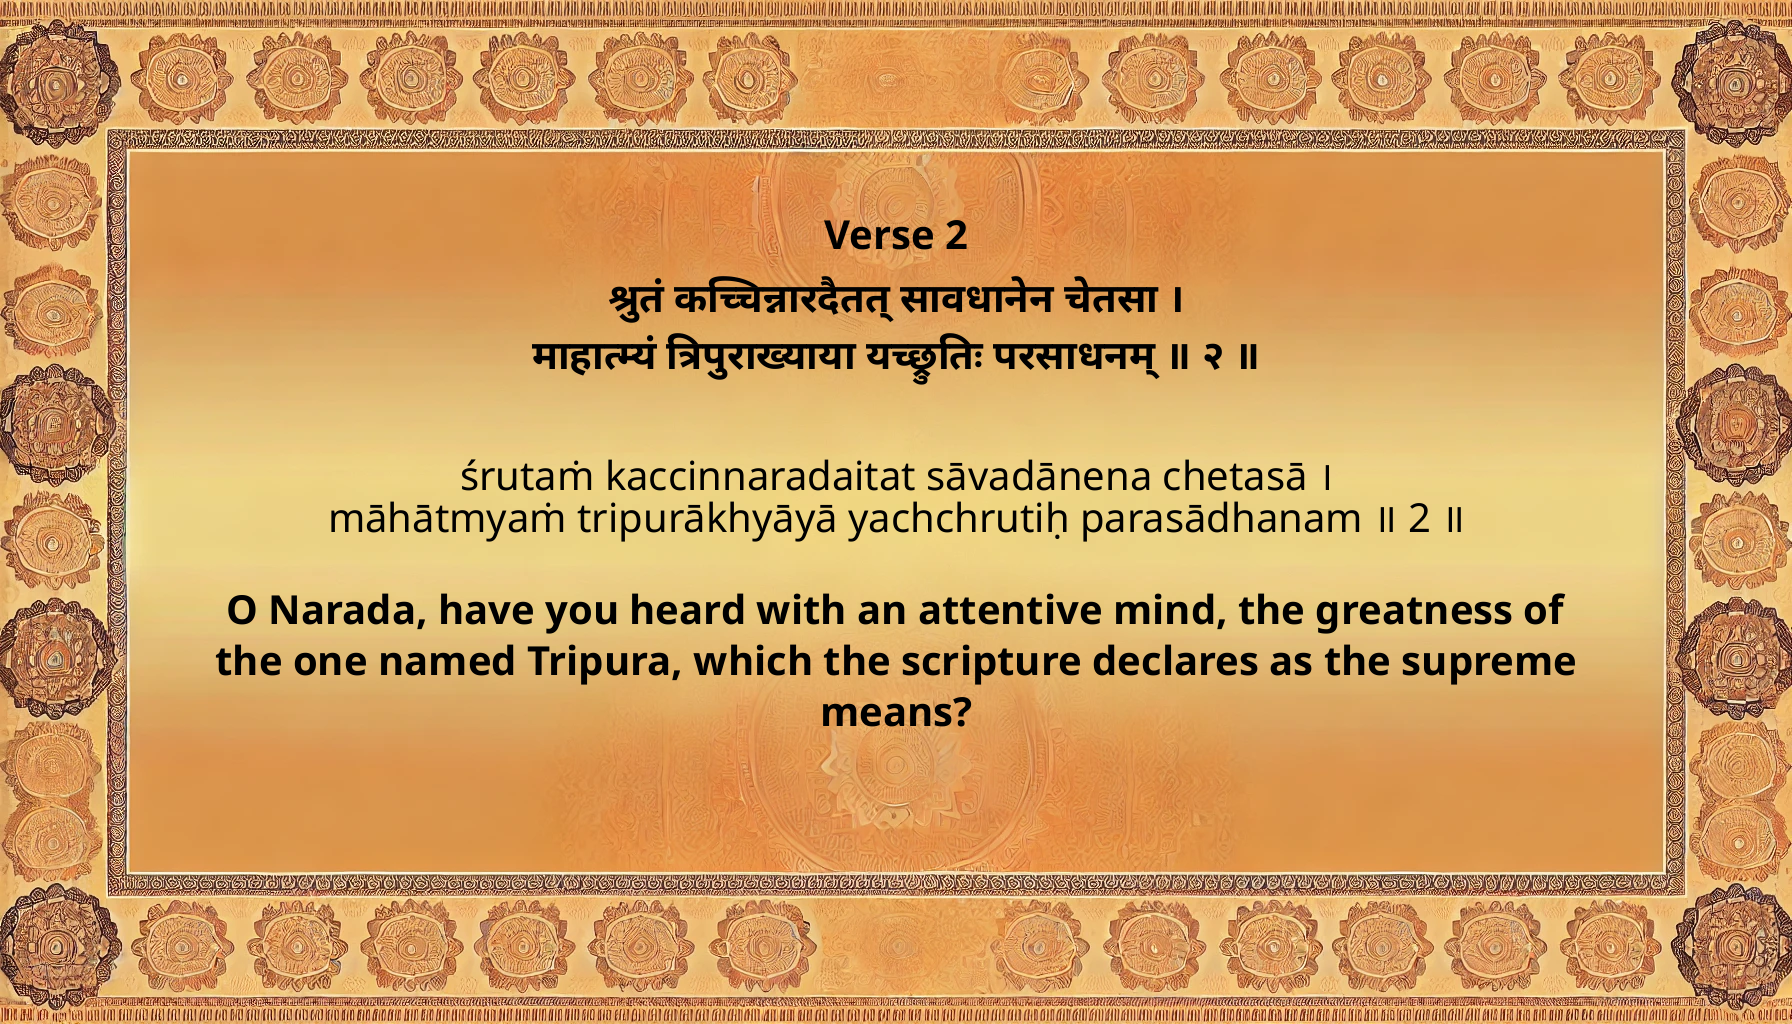 Verse 2
श्रुतं कच्चिन्नारदैतत् सावधानेन चेतसा ।
माहात्म्यं त्रिपुराख्याया यच्छ्रुतिः परसाधनम् ॥ २ ॥
śrutaṁ kaccinnaradaitat sāvadānena chetasā ।
māhātmyaṁ tripurākhyāyā yachchrutiḥ parasādhanam ॥ 2 ॥
O Narada, have you heard with an attentive mind, the greatness of
the one named Tripura, which the scripture declares as the supreme
means?